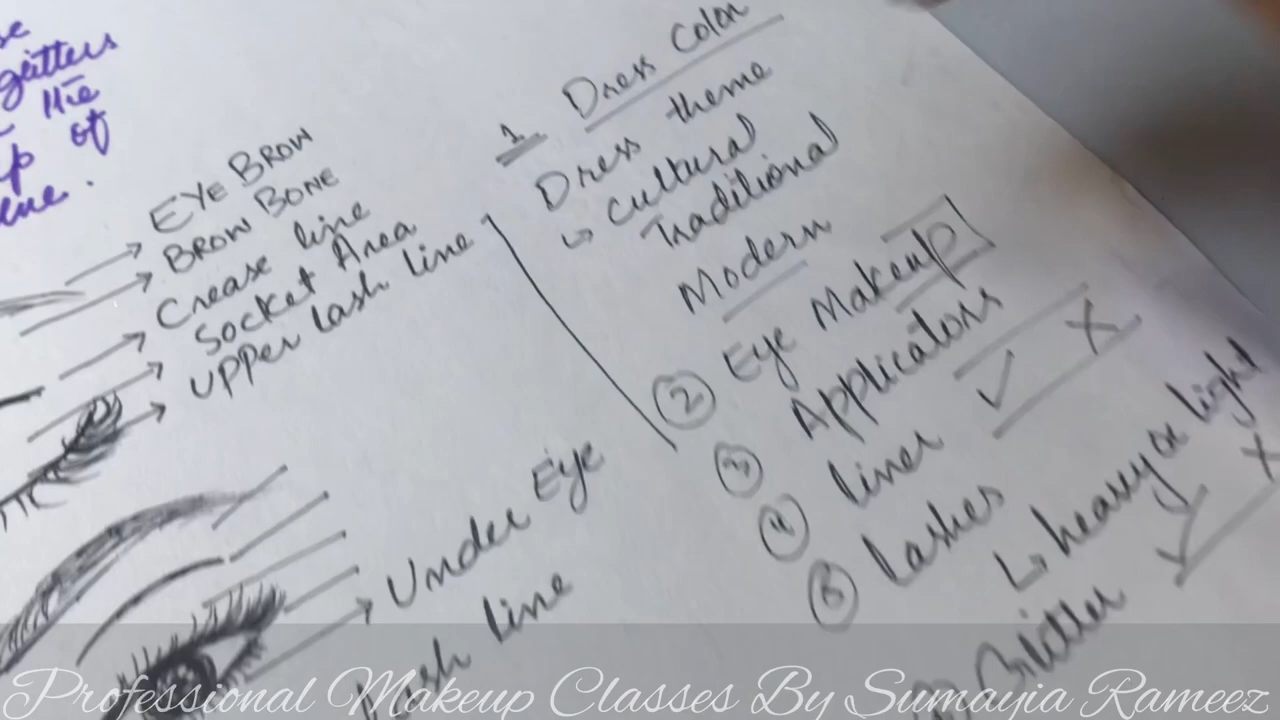 gutters
the
of
EYE BROW
BROW BONE
Crease line
Socket Area
Upper lash line
Under Eye
lash line
1. Dress Color
Dress theme
↳ Cultural
Traditional
Modern
② Eye Makeup
Applicators
③ liner ✓ X
④ lashes
↳ heavy or light
⑤ Glitter ✓ X
Professional Makeup Classes By Sumayia Rameez